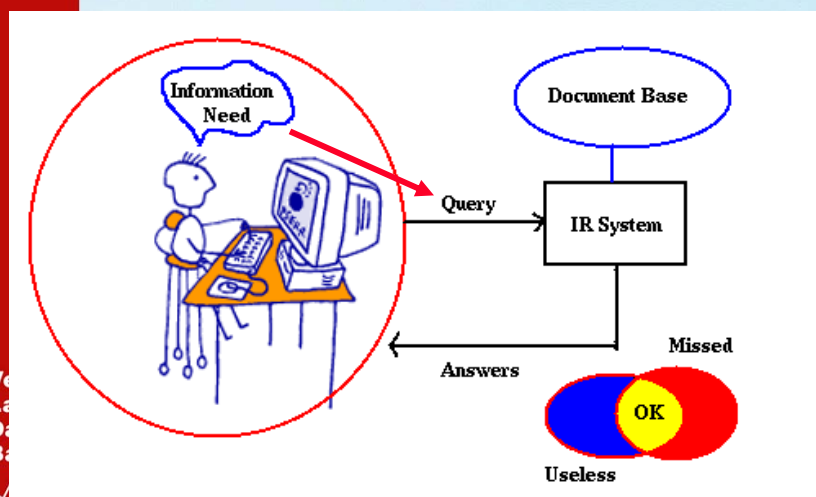 Information
Need
Document Base
Query
IR System
Answers
Missed
OK
Useless